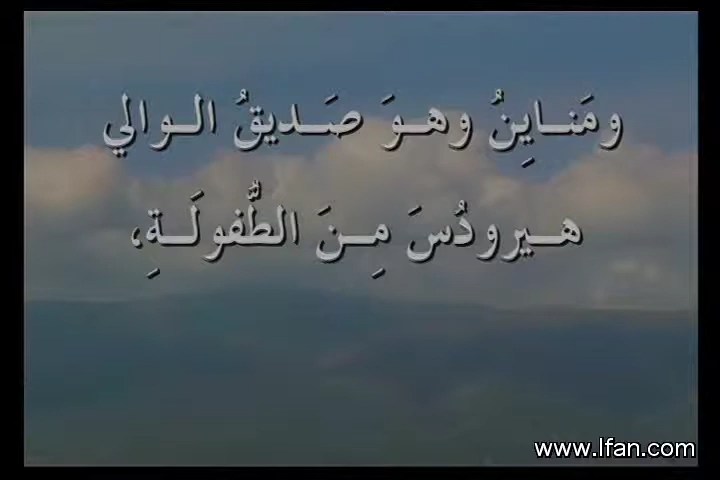 ومَنايِنُ وهوَ صَديقُ الوالي
هيرودُسَ مِنَ الطُّفولَةِ،
www.lfan.com